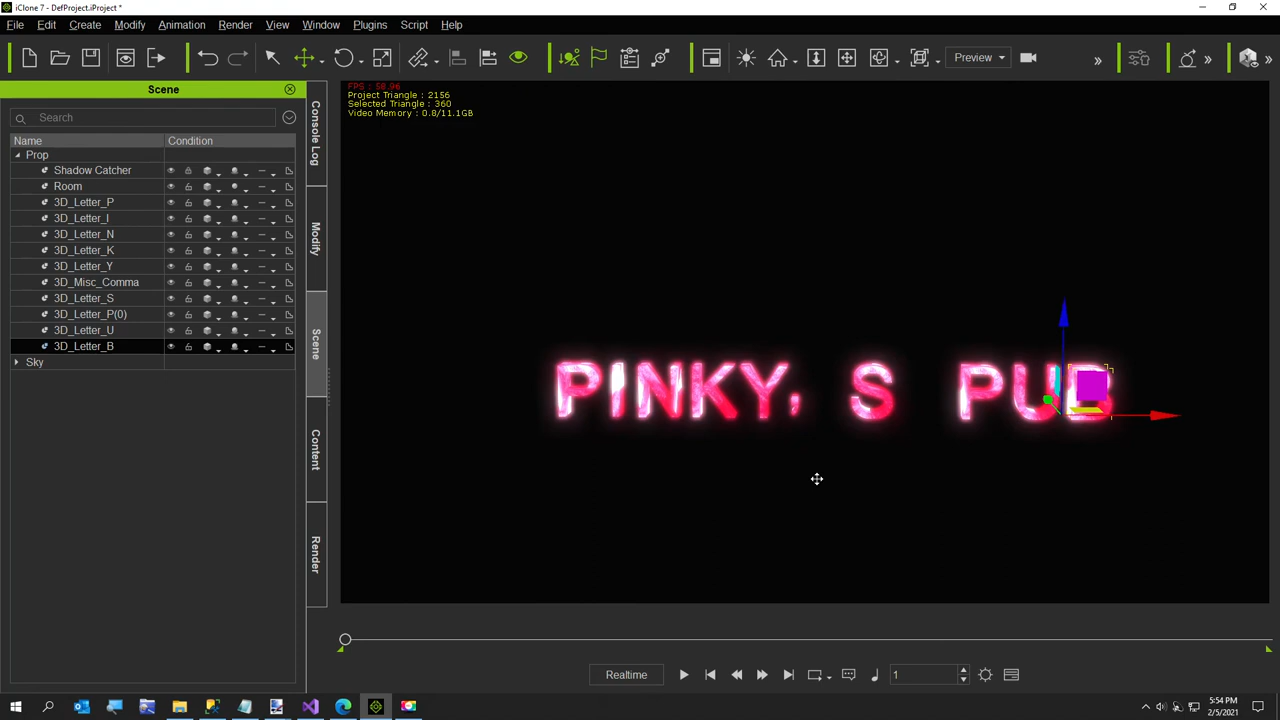 iClone 7 - DefProject.iProject *
File Edit Create Modify Animation Render View Window Plugins Script Help
Preview
Scene
Search
Name Condition
Prop
Shadow Catcher
Room
3D_Letter_P
3D_Letter_I
3D_Letter_N
3D_Letter_K
3D_Letter_Y
3D_Misc_Comma
3D_Letter_S
3D_Letter_P(0)
3D_Letter_U
3D_Letter_B
Sky
Console Log
Modify
Scene
Content
Render
FPS : 58.96
Project Triangle : 2156
Selected Triangle : 360
Video Memory : 0.8/11.1GB
PINKY, S PUB
Realtime
1
5:54 PM
2/5/2021